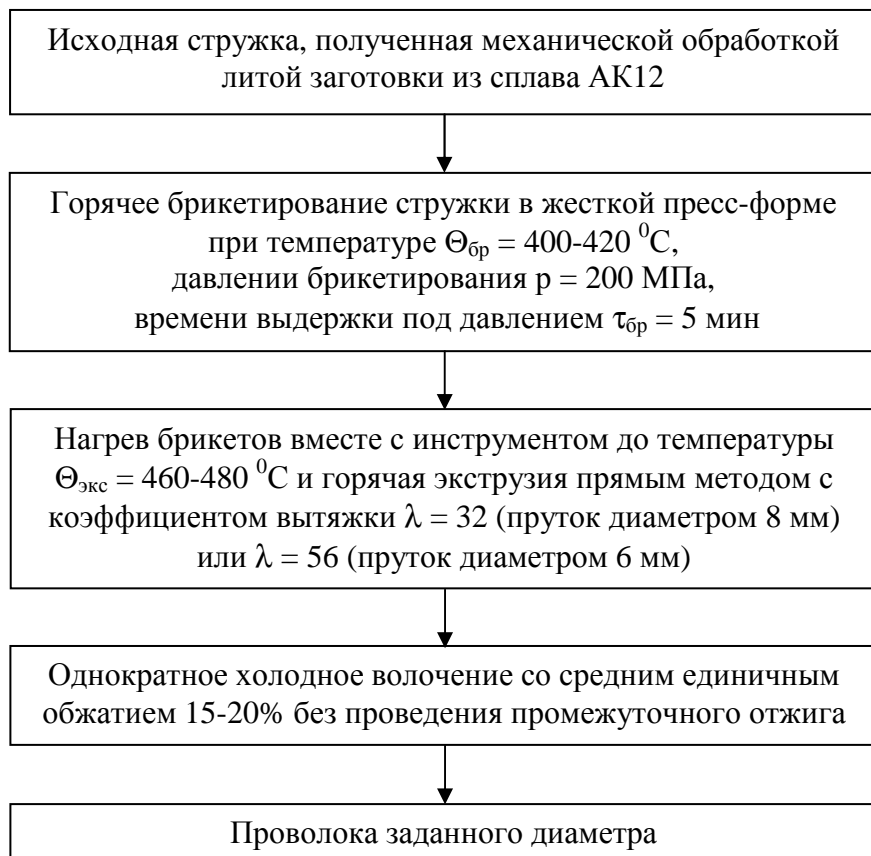 Исходная стружка, полученная механической обработкой
литой заготовки из сплава АК12
Горячее брикетирование стружки в жесткой пресс-форме
при температуре Θбр = 400-420 ⁰С,
давлении брикетирования р = 200 МПа,
времени выдержки под давлением τбр = 5 мин
Нагрев брикетов вместе с инструментом до температуры
Θэкс = 460-480 ⁰С и горячая экструзия прямым методом с
коэффициентом вытяжки λ = 32 (пруток диаметром 8 мм)
или λ = 56 (пруток диаметром 6 мм)
Однократное холодное волочение со средним единичным
обжатием 15-20% без проведения промежуточного отжига
Проволока заданного диаметра